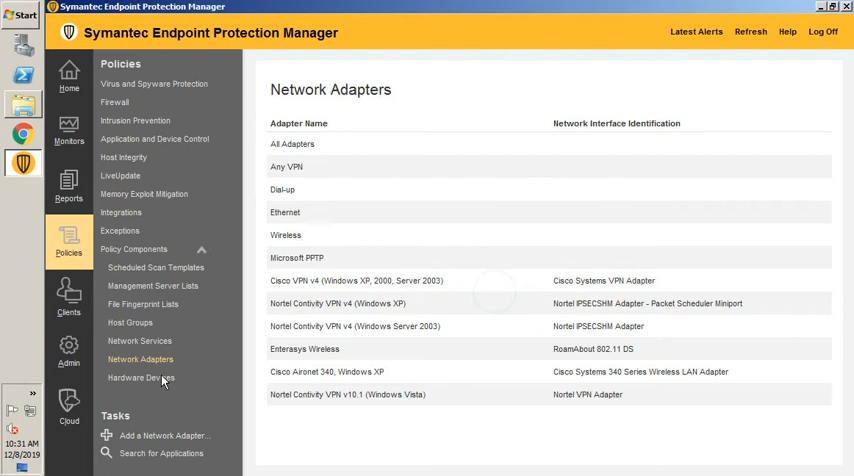 Start
Symantec Endpoint Protection Manager
Symantec Endpoint Protection Manager
Latest Alerts
Refresh
Help
Log Off
Home
Monitors
Reports
Policies
Clients
Admin
Cloud
Policies
Virus and Spyware Protection
Firewall
Intrusion Prevention
Application and Device Control
Host Integrity
LiveUpdate
Memory Exploit Mitigation
Integrations
Exceptions
Policy Components
Scheduled Scan Templates
Management Server Lists
File Fingerprint Lists
Host Groups
Network Services
Network Adapters
Hardware Devices
Tasks
Add a Network Adapter...
Search for Applications
Network Adapters
Adapter Name Network Interface Identification
All Adapters
Any VPN
Dial-up
Ethernet
Wireless
Microsoft PPTP
Cisco VPN v4 (Windows XP, 2000, Server 2003) Cisco Systems VPN Adapter
Nortel Contivity VPN v4 (Windows XP) Nortel IPSECSHM Adapter - Packet Scheduler Miniport
Nortel Contivity VPN v4 (Windows Server 2003) Nortel IPSECSHM Adapter
Enterasys Wireless RoamAbout 802.11 DS
Cisco Aironet 340, Windows XP Cisco Systems 340 Series Wireless LAN Adapter
Nortel Contivity VPN v10.1 (Windows Vista) Nortel VPN Adapter
10:31 AM
12/8/2019